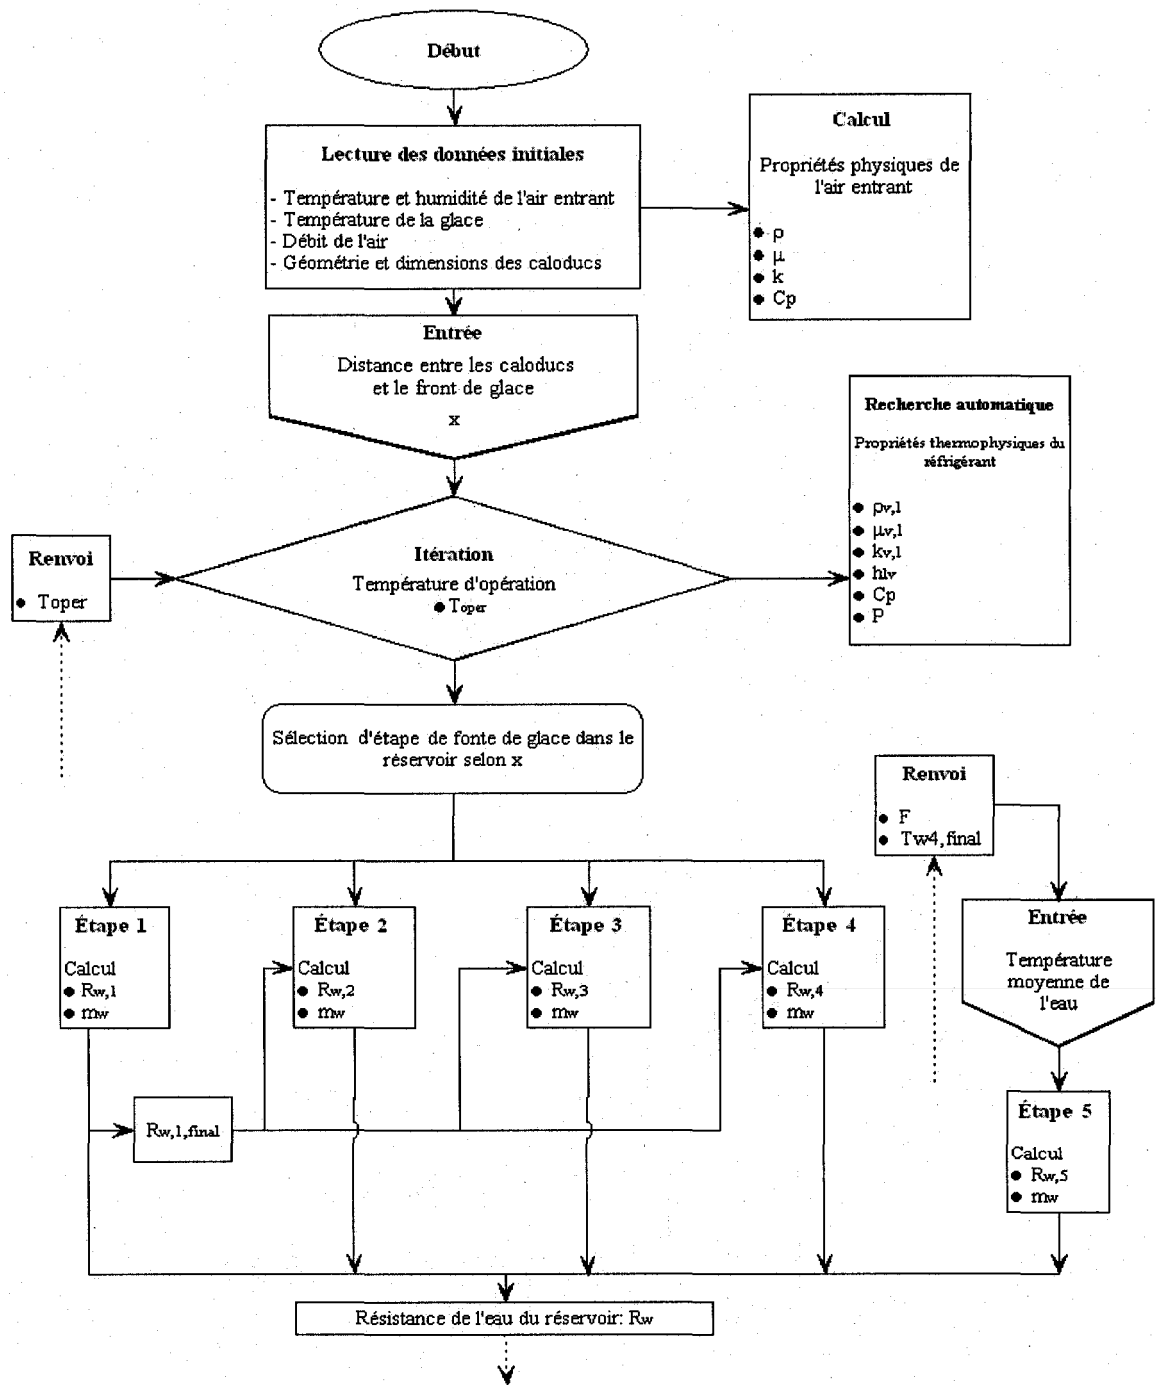 Début
Lecture des données initiales
- Température et humidité de l'air entrant
- Température de la glace
- Débit de l'air
- Géométrie et dimensions des caloducs
Calcul
Propriétés physiques de
l'air entrant
● ρ
● μ
● k
● Cp
Entrée
Distance entre les caloducs
et le front de glace
x
Recherche automatique
Propriétés thermophysiques du
réfrigérant
● ρv,l
● μv,l
● kv,l
● hlv
● Cp
● P
Renvoi
● Toper
Itération
Température d'opération
● Toper
Sélection d'étape de fonte de glace dans le
réservoir selon x
Renvoi
● F
● Tw4,final
Étape 1
Calcul
● Rw,1
● mw
Étape 2
Calcul
● Rw,2
● mw
Étape 3
Calcul
● Rw,3
● mw
Étape 4
Calcul
● Rw,4
● mw
Entrée
Température
moyenne de
l'eau
Rw,1,final
Étape 5
Calcul
● Rw,5
● mw
Résistance de l'eau du réservoir: Rw